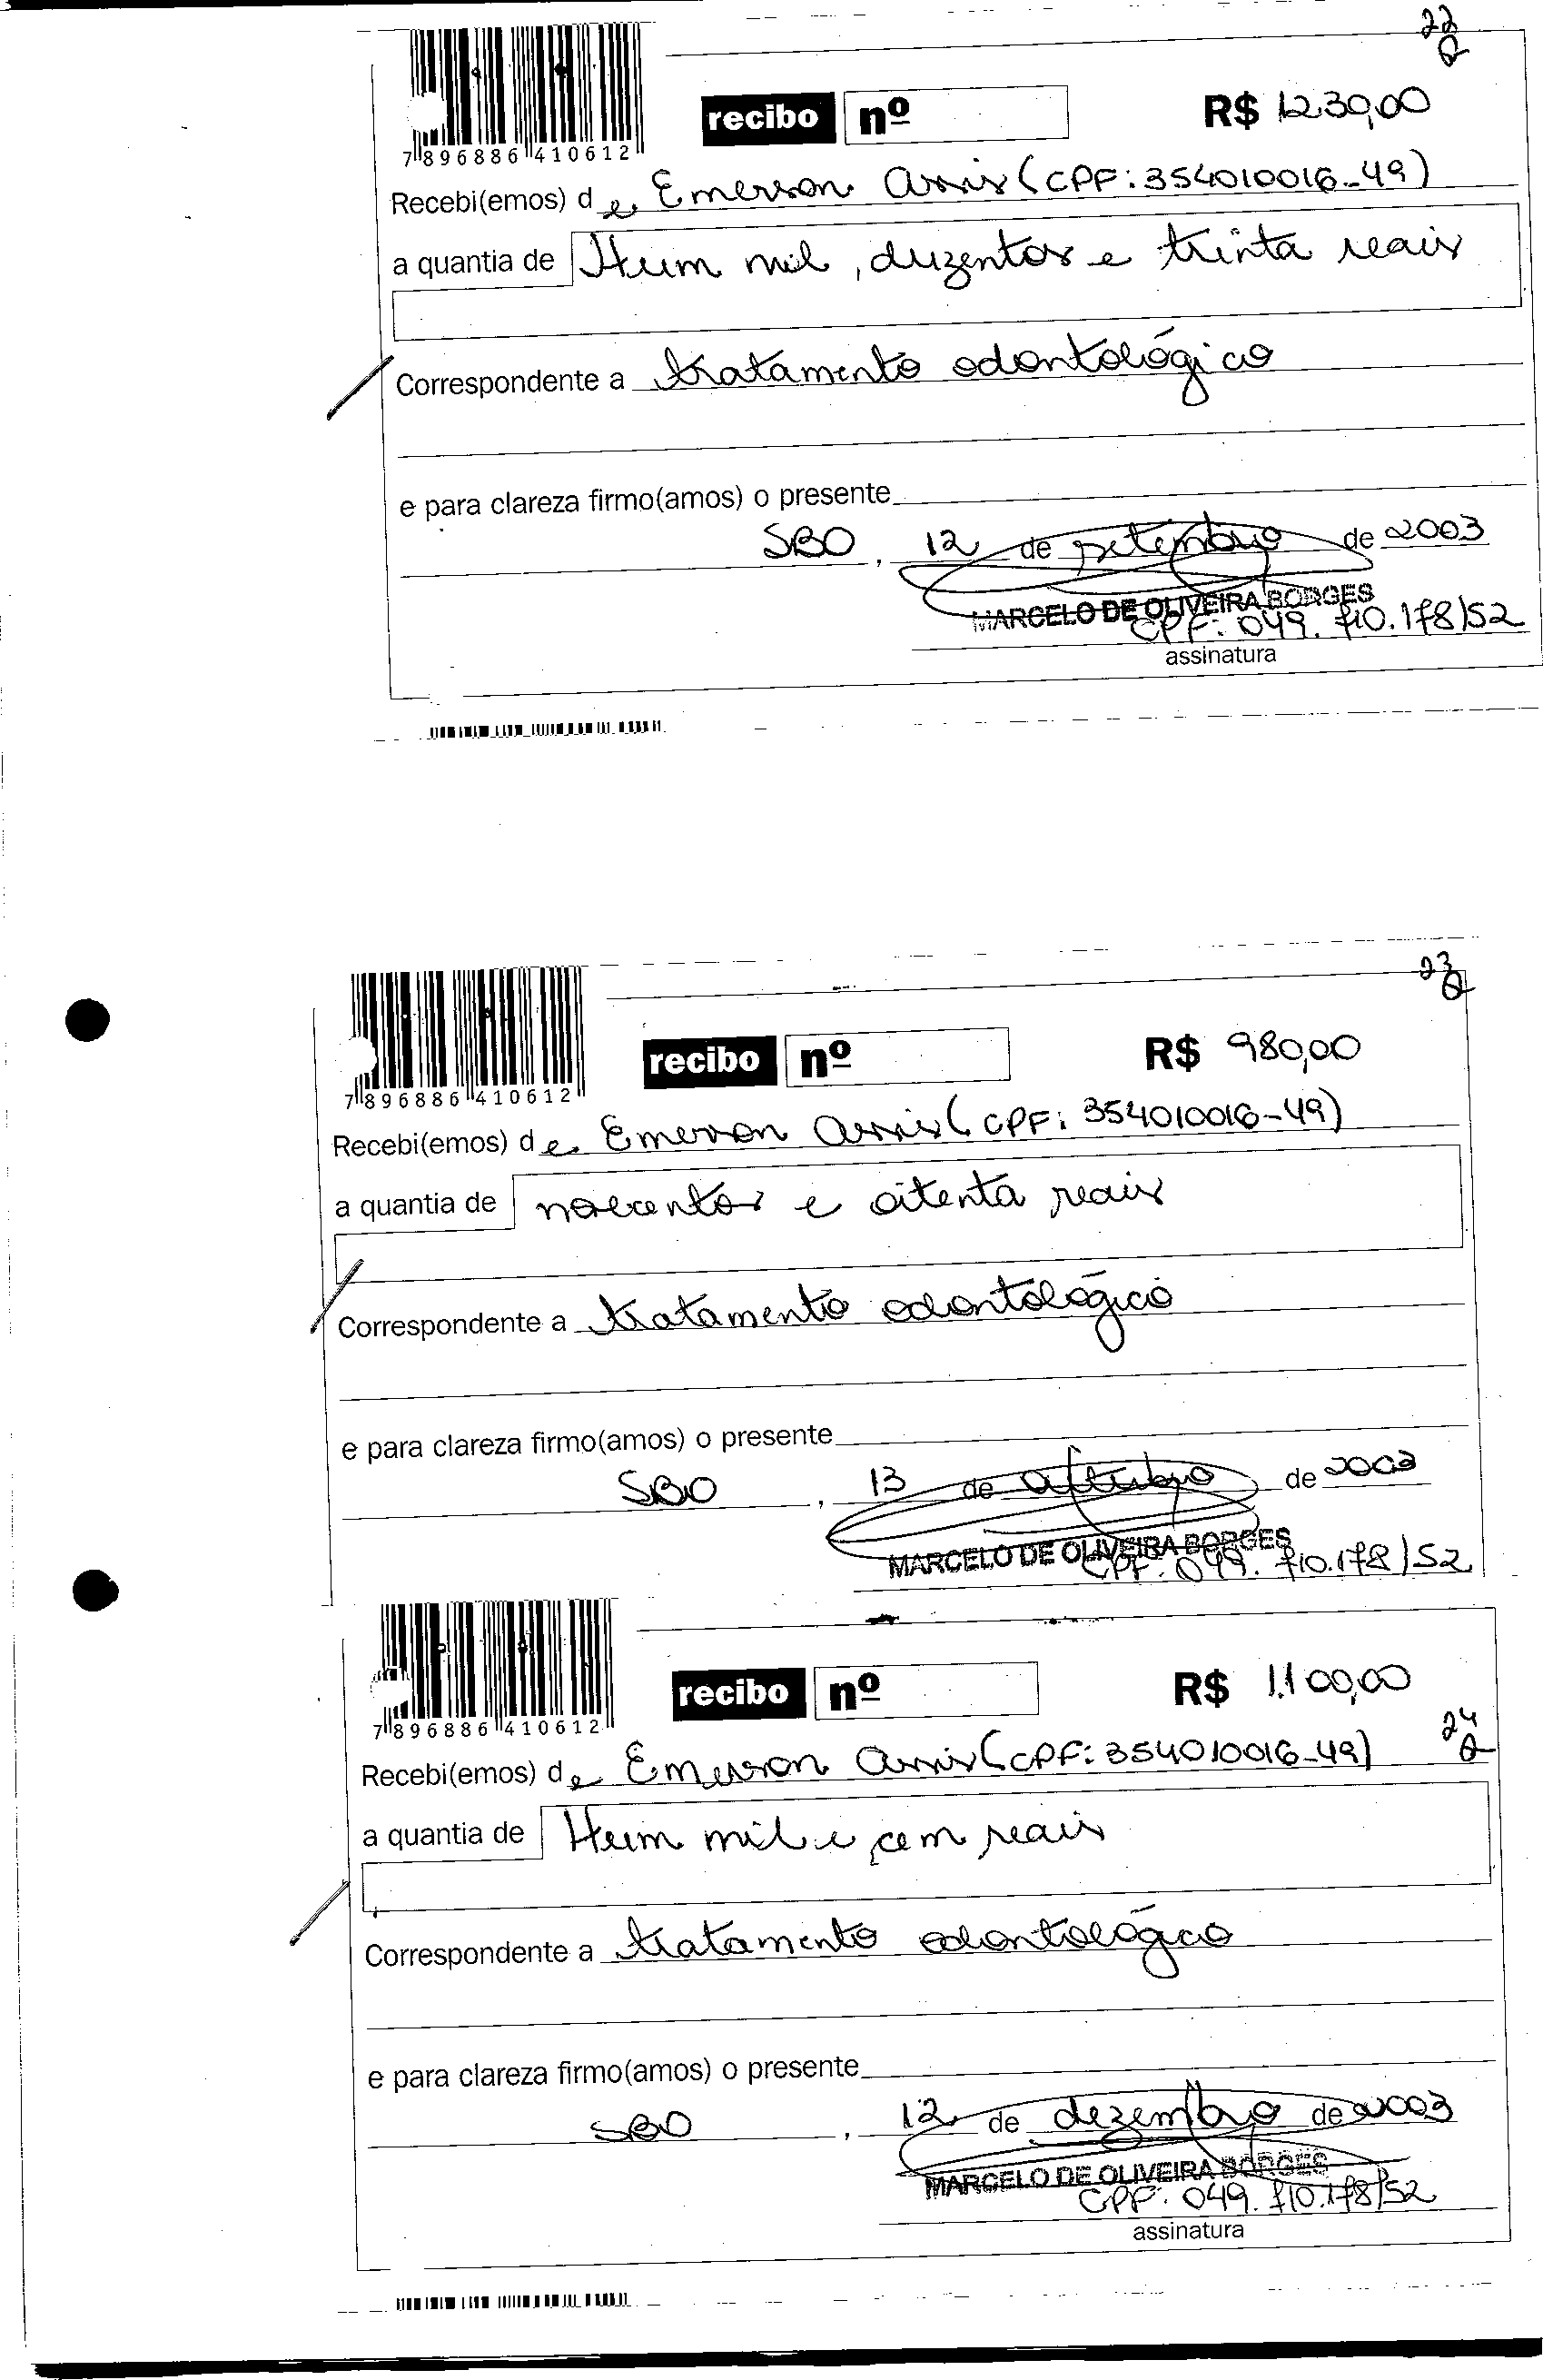 22
recibo nº R$ 1230,00
7 896886 410612
Recebi(emos) de Emerson Assis (CPF: 354010016-49)
a quantia de Hum mil, duzentos e trinta reais
Correspondente a tratamento odontológico
e para clareza firmo(amos) o presente
SBO, 12 de setembro de 2003
MARCELO DE OLIVEIRA BORGES
CPF: 049.710.178/52
assinatura
23
recibo nº R$ 980,00
7 896886 410612
Recebi(emos) de Emerson Assis (CPF: 354010016-49)
a quantia de novecentos e oitenta reais
Correspondente a tratamento odontológico
e para clareza firmo(amos) o presente
SBO, 13 de outubro de 2003
MARCELO DE OLIVEIRA BORGES
CPF: 049.710.178/52
recibo nº R$ 1.100,00
7 896886 410612
24
Recebi(emos) de Emerson Assis (CPF: 354010016-49)
a quantia de Hum mil e cem reais
Correspondente a tratamento odontológico
e para clareza firmo(amos) o presente
SBO, 12 de dezembro de 2003
MARCELO DE OLIVEIRA BORGES
CPF: 049.710.178/52
assinatura